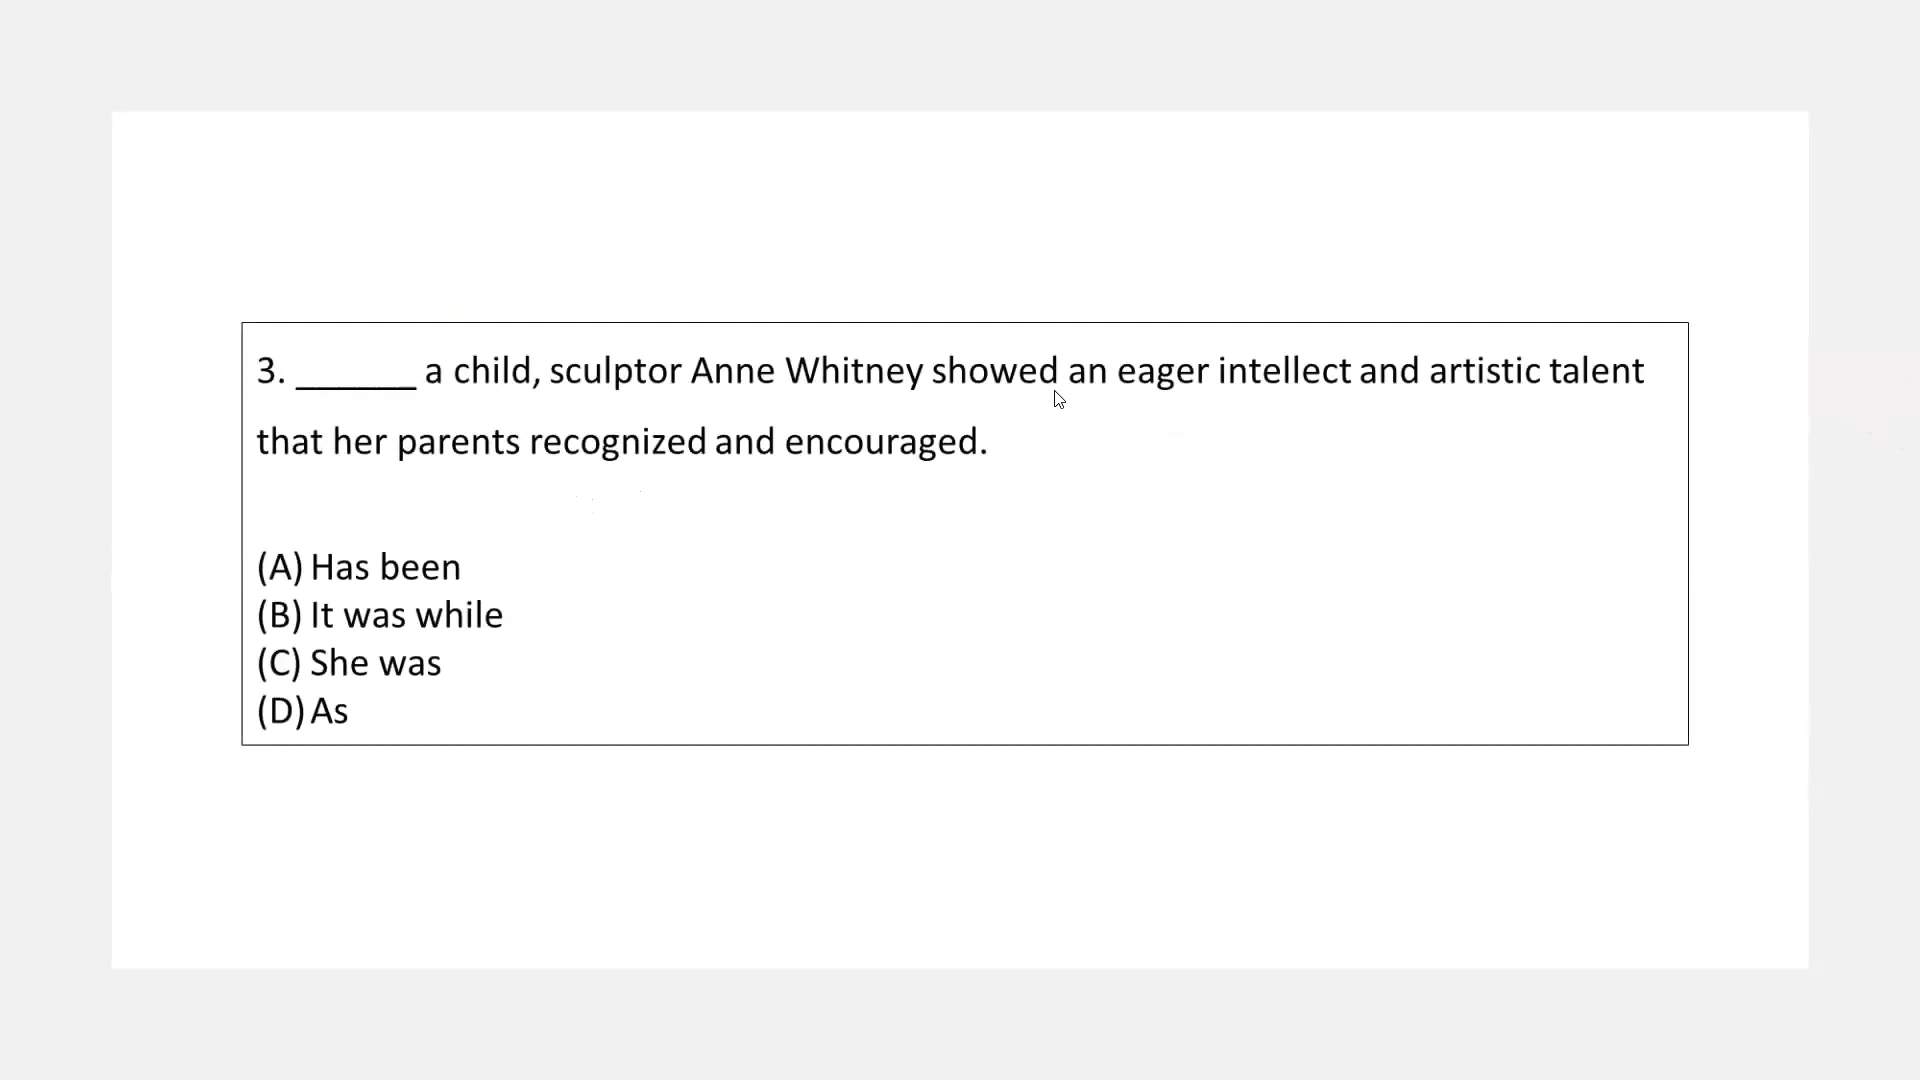 3. ______ a child, sculptor Anne Whitney showed an eager intellect and artistic talent
that her parents recognized and encouraged.
(A) Has been
(B) It was while
(C) She was
(D) As